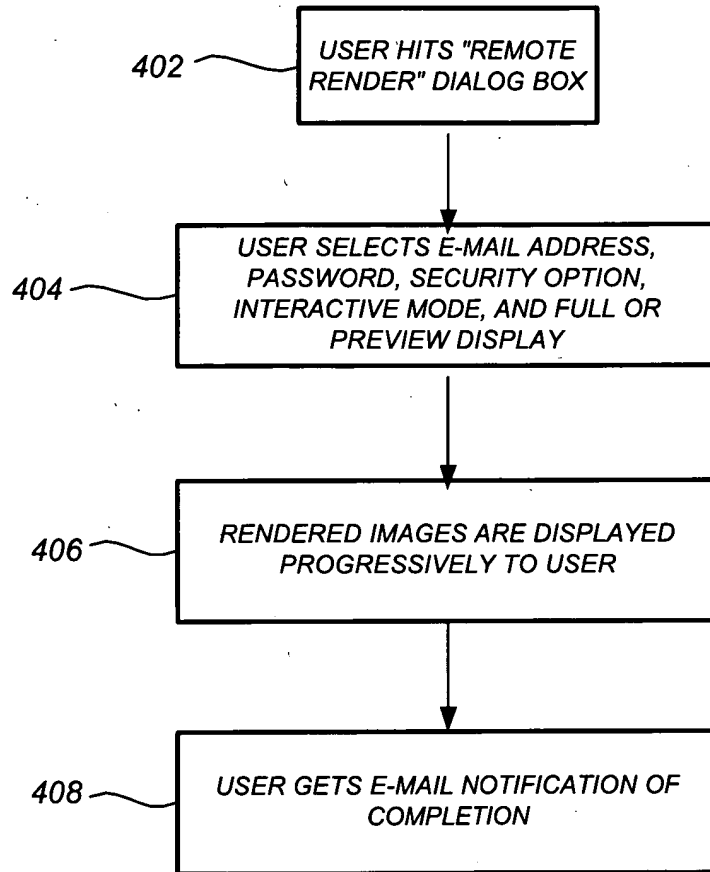 402
USER HITS "REMOTE
RENDER" DIALOG BOX
404
USER SELECTS E-MAIL ADDRESS,
PASSWORD, SECURITY OPTION,
INTERACTIVE MODE, AND FULL OR
PREVIEW DISPLAY
406
RENDERED IMAGES ARE DISPLAYED
PROGRESSIVELY TO USER
408
USER GETS E-MAIL NOTIFICATION OF
COMPLETION